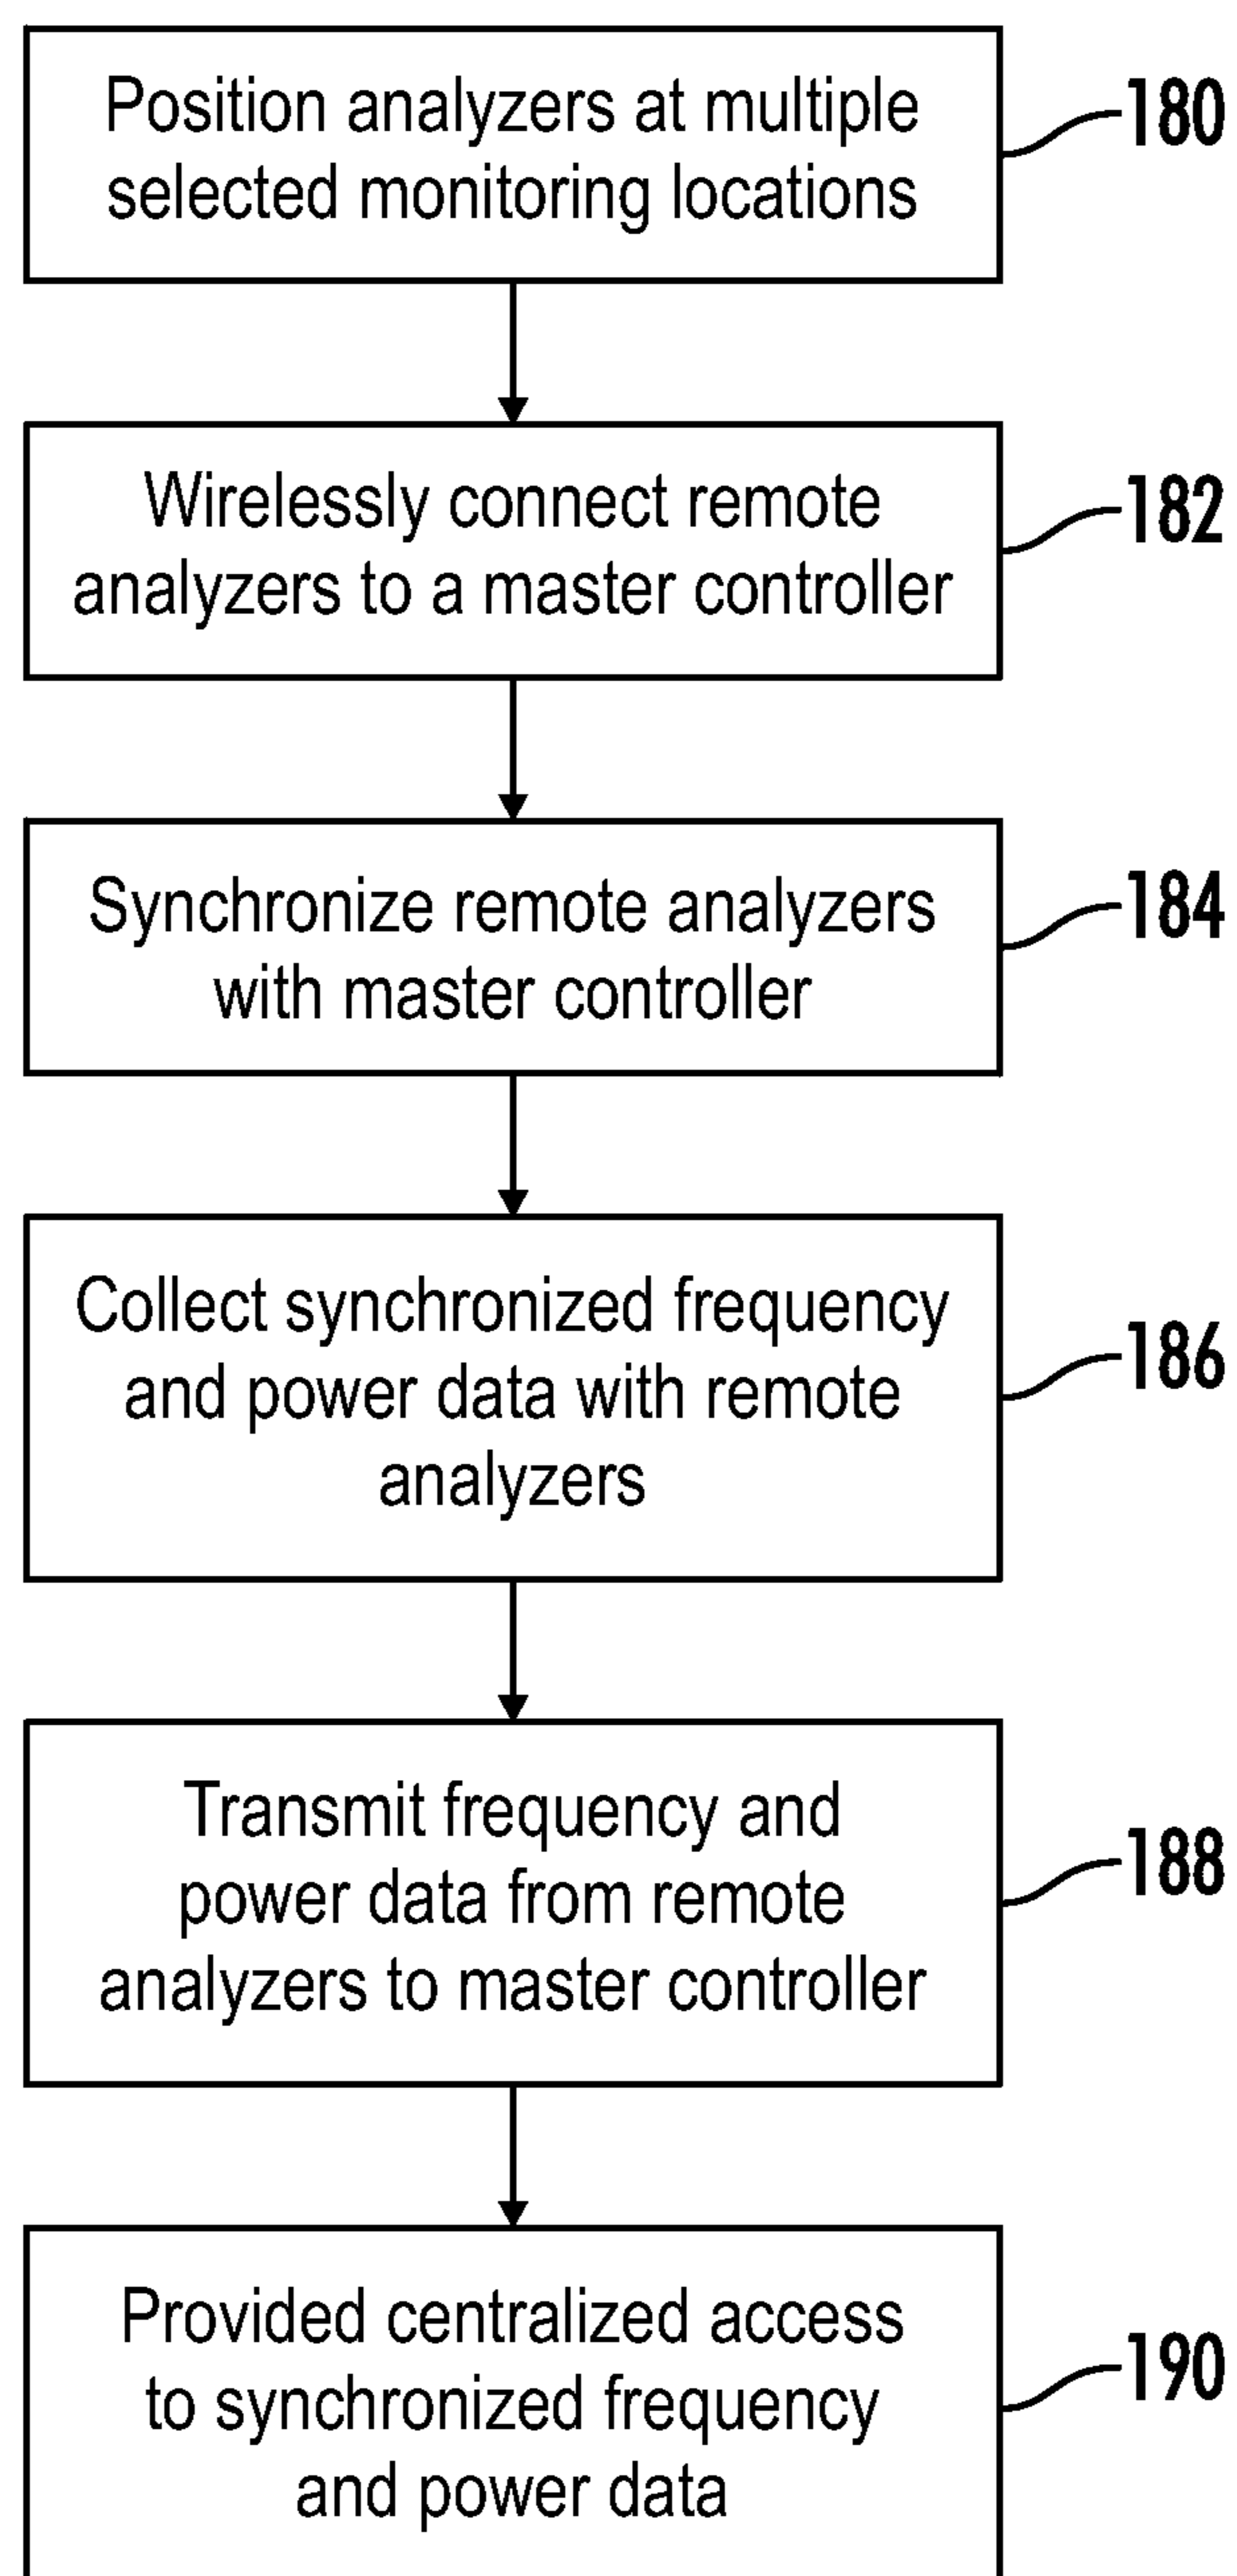 Position analyzers at multiple
selected monitoring locations
180
Wirelessly connect remote
analyzers to a master controller
182
Synchronize remote analyzers
with master controller
184
Collect synchronized frequency
and power data with remote
analyzers
186
Transmit frequency and
power data from remote
analyzers to master controller
188
Provided centralized access
to synchronized frequency
and power data
190